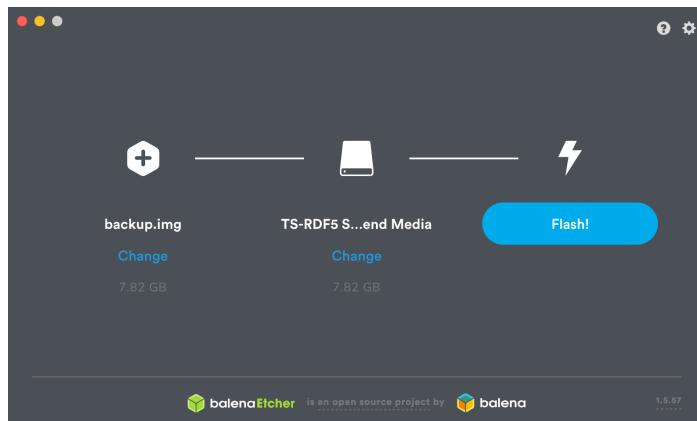 backup.img
TS-RDF5 S...end Media
Flash!
Change
Change
7.82 GB
7.82 GB
balenaEtcher is an open source project by balena
1.5.57